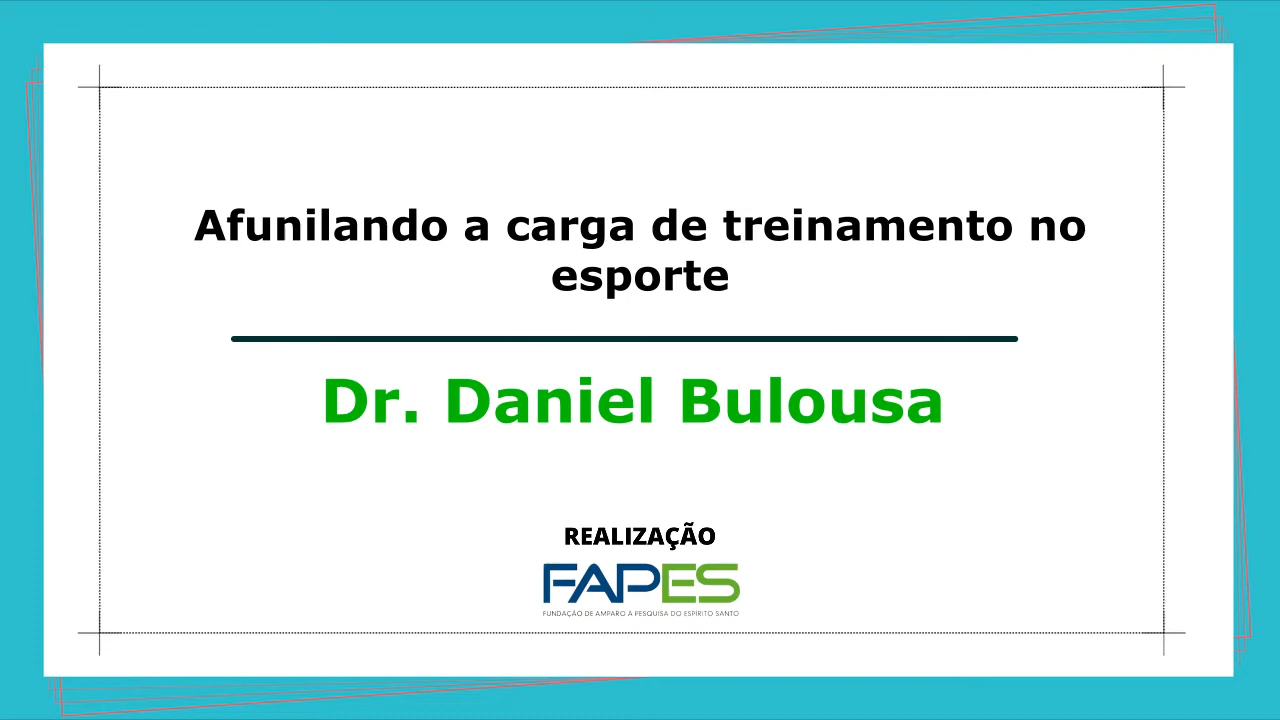 Afunilando a carga de treinamento no
esporte
Dr. Daniel Bulousa
REALIZAÇÃO
FAPES
FUNDAÇÃO DE AMPARO À PESQUISA DO ESPÍRITO SANTO